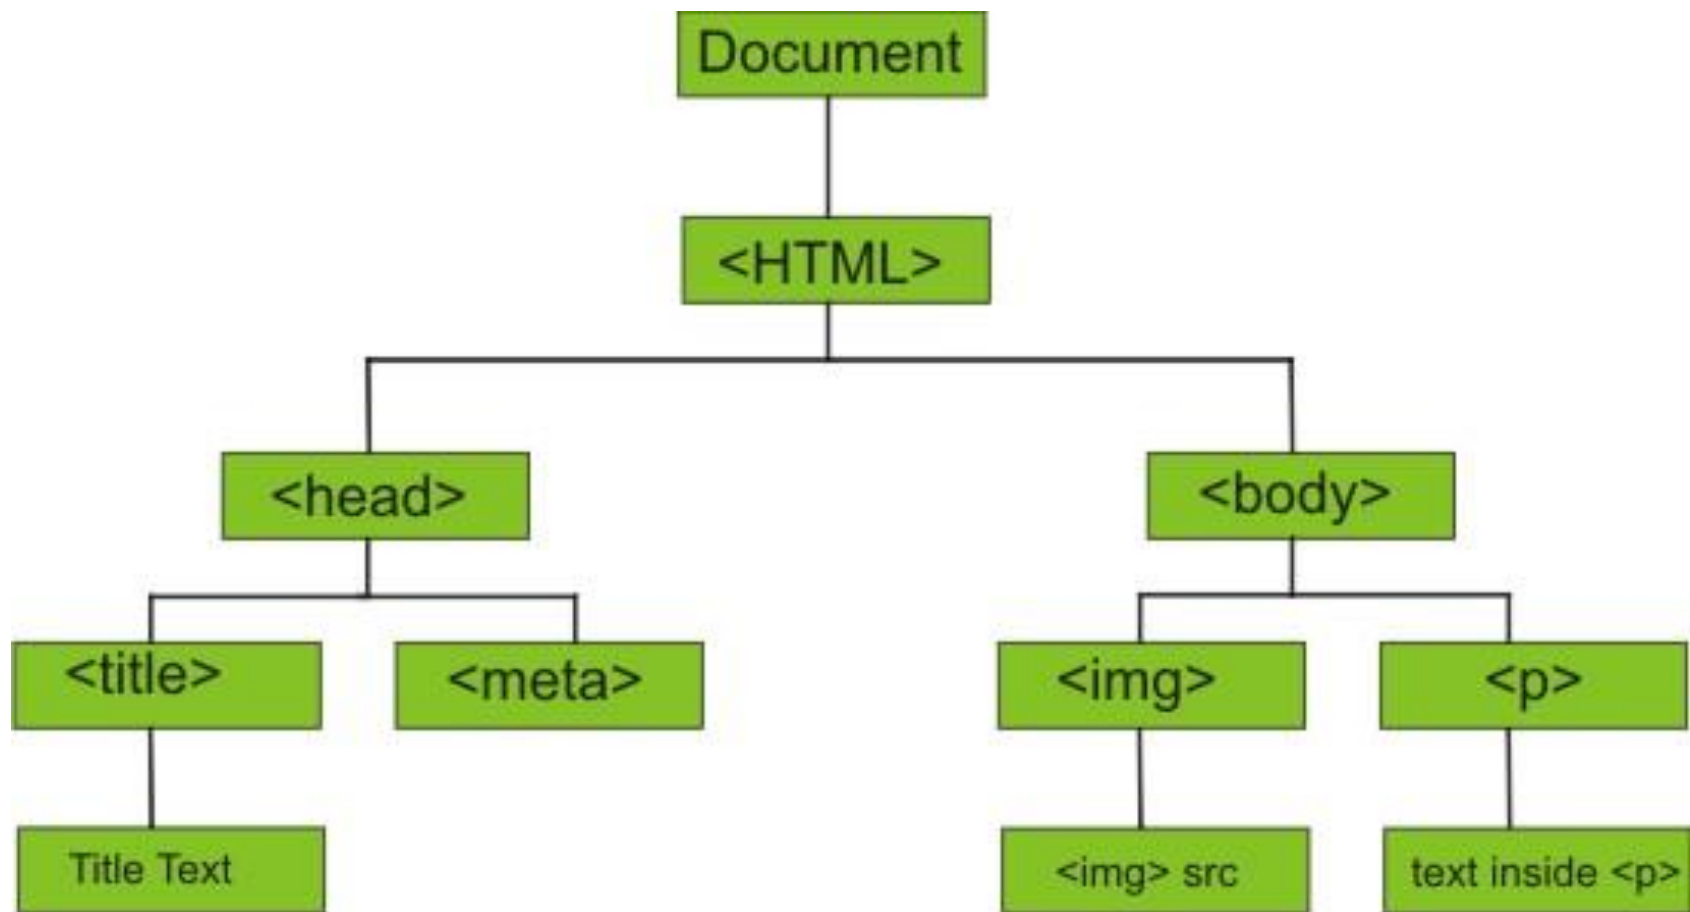 Document
<HTML>
<head>
<body>
<title>
<meta>
<img>
<p>
Title Text
<img> src
text inside <p>